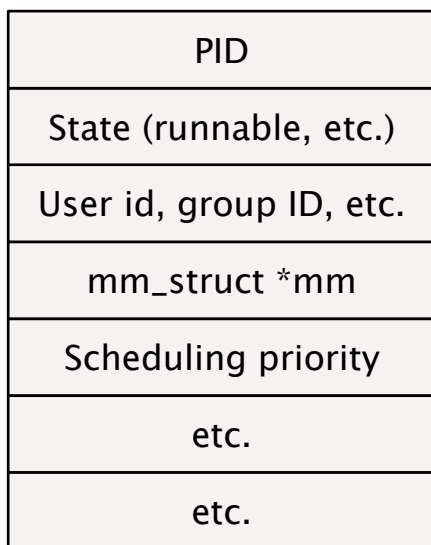 PID
State (runnable, etc.)
User id, group ID, etc.
mm_struct *mm
Scheduling priority
etc.
etc.